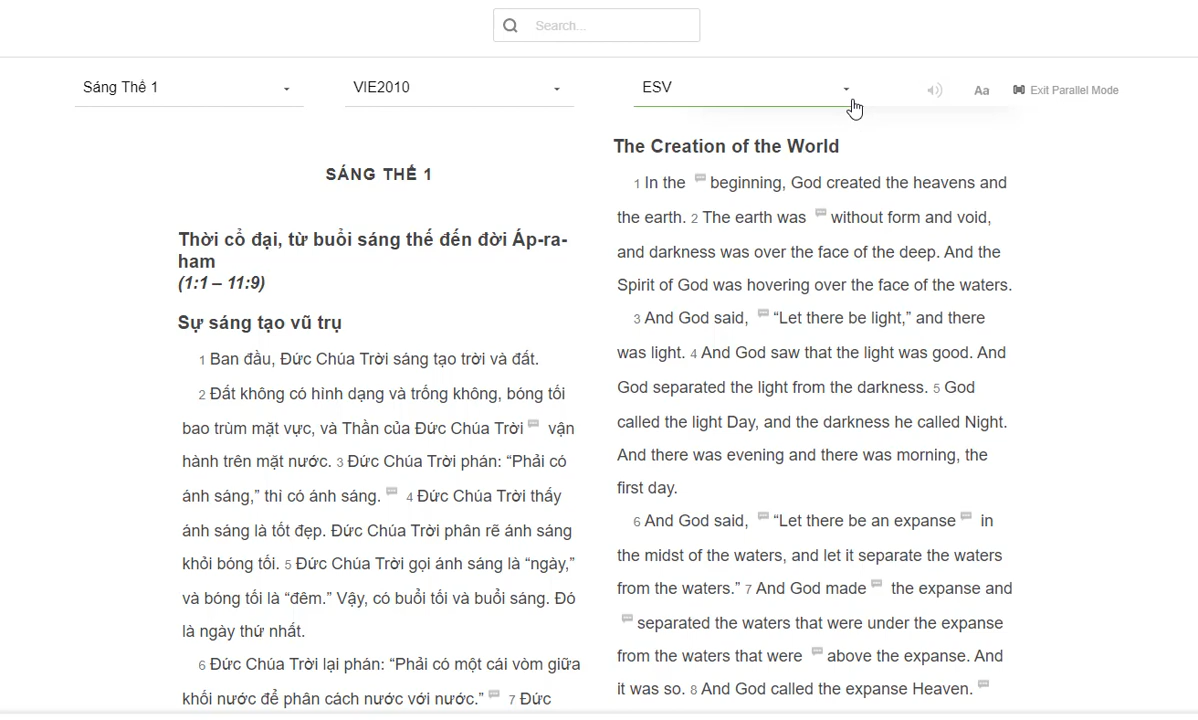 Search...
Sáng Thế 1
VIE2010
ESV
Aa
Exit Parallel Mode
SÁNG THẾ 1
Thời cổ đại, từ buổi sáng thế đến đời Áp-ra-
ham
(1:1 – 11:9)
Sự sáng tạo vũ trụ
1 Ban đầu, Đức Chúa Trời sáng tạo trời và đất.
2 Đất không có hình dạng và trống không, bóng tối
bao trùm mặt vực, và Thần của Đức Chúa Trời vận
hành trên mặt nước. 3 Đức Chúa Trời phán: “Phải có
ánh sáng,” thì có ánh sáng. 4 Đức Chúa Trời thấy
ánh sáng là tốt đẹp. Đức Chúa Trời phân rẽ ánh sáng
khỏi bóng tối. 5 Đức Chúa Trời gọi ánh sáng là “ngày,”
và bóng tối là “đêm.” Vậy, có buổi tối và buổi sáng. Đó
là ngày thứ nhất.
6 Đức Chúa Trời lại phán: “Phải có một cái vòm giữa
khối nước để phân cách nước với nước.” 7 Đức
The Creation of the World
1 In the beginning, God created the heavens and
the earth. 2 The earth was without form and void,
and darkness was over the face of the deep. And the
Spirit of God was hovering over the face of the waters.
3 And God said, “Let there be light,” and there
was light. 4 And God saw that the light was good. And
God separated the light from the darkness. 5 God
called the light Day, and the darkness he called Night.
And there was evening and there was morning, the
first day.
6 And God said, “Let there be an expanse in
the midst of the waters, and let it separate the waters
from the waters.” 7 And God made the expanse and
separated the waters that were under the expanse
from the waters that were above the expanse. And
it was so. 8 And God called the expanse Heaven.